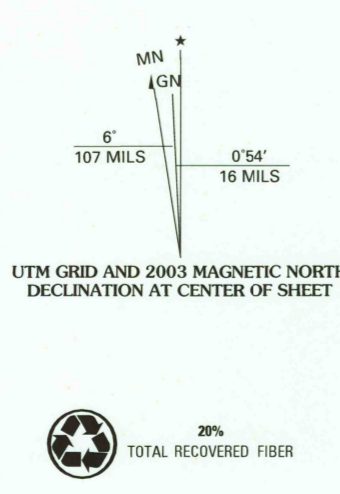 ★
MN
GN
6°
107 MILS
0°54′
16 MILS
UTM GRID AND 2003 MAGNETIC NORTH
DECLINATION AT CENTER OF SHEET
20%
TOTAL RECOVERED FIBER